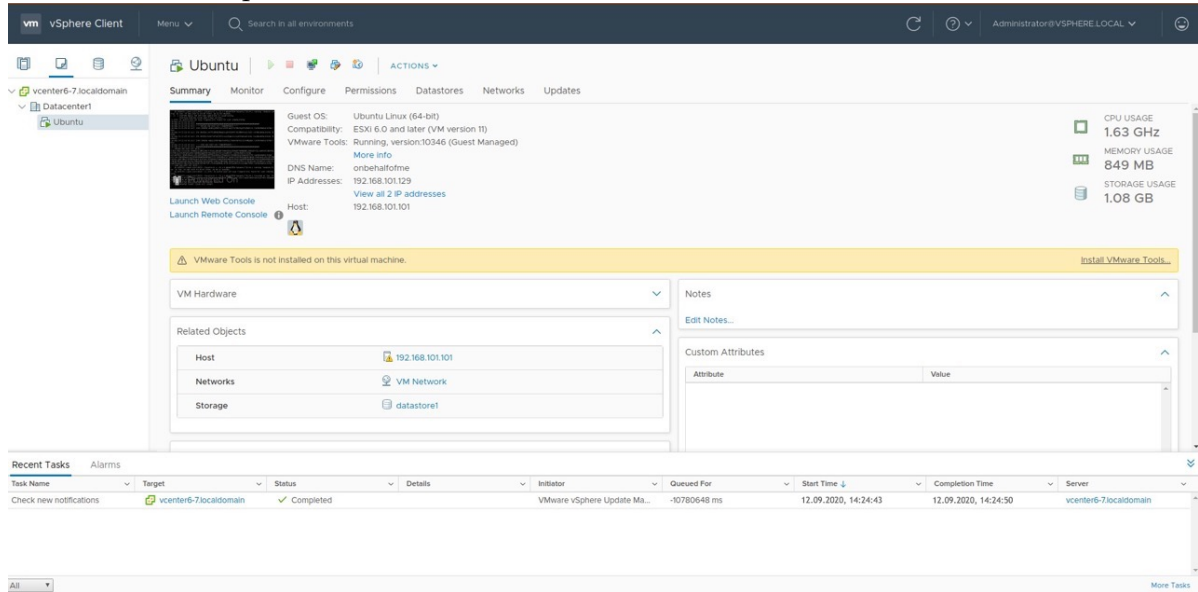 vm vSphere Client Menu Search in all environments Administrator@VSPHERE.LOCAL
Ubuntu ACTIONS
vcenter6-7.localdomain
Datacenter1
Ubuntu
Summary Monitor Configure Permissions Datastores Networks Updates
Powered On
Launch Web Console
Launch Remote Console
Guest OS: Ubuntu Linux (64-bit)
Compatibility: ESXi 6.0 and later (VM version 11)
VMware Tools: Running, version:10346 (Guest Managed)
More info
DNS Name: onbehalfofme
IP Addresses: 192.168.101.129
View all 2 IP addresses
Host: 192.168.101.101
CPU USAGE
1.63 GHz
MEMORY USAGE
849 MB
STORAGE USAGE
1.08 GB
VMware Tools is not installed on this virtual machine. Install VMware Tools...
VM Hardware
Related Objects
Host 192.168.101.101
Networks VM Network
Storage datastore1
Notes
Edit Notes...
Custom Attributes
Attribute Value
Recent Tasks Alarms
Task Name Target Status Details Initiator Queued For Start Time Completion Time Server
Check new notifications vcenter6-7.localdomain Completed VMware vSphere Update Ma... -10780648 ms 12.09.2020, 14:24:43 12.09.2020, 14:24:50 vcenter6-7.localdomain
All More Tasks